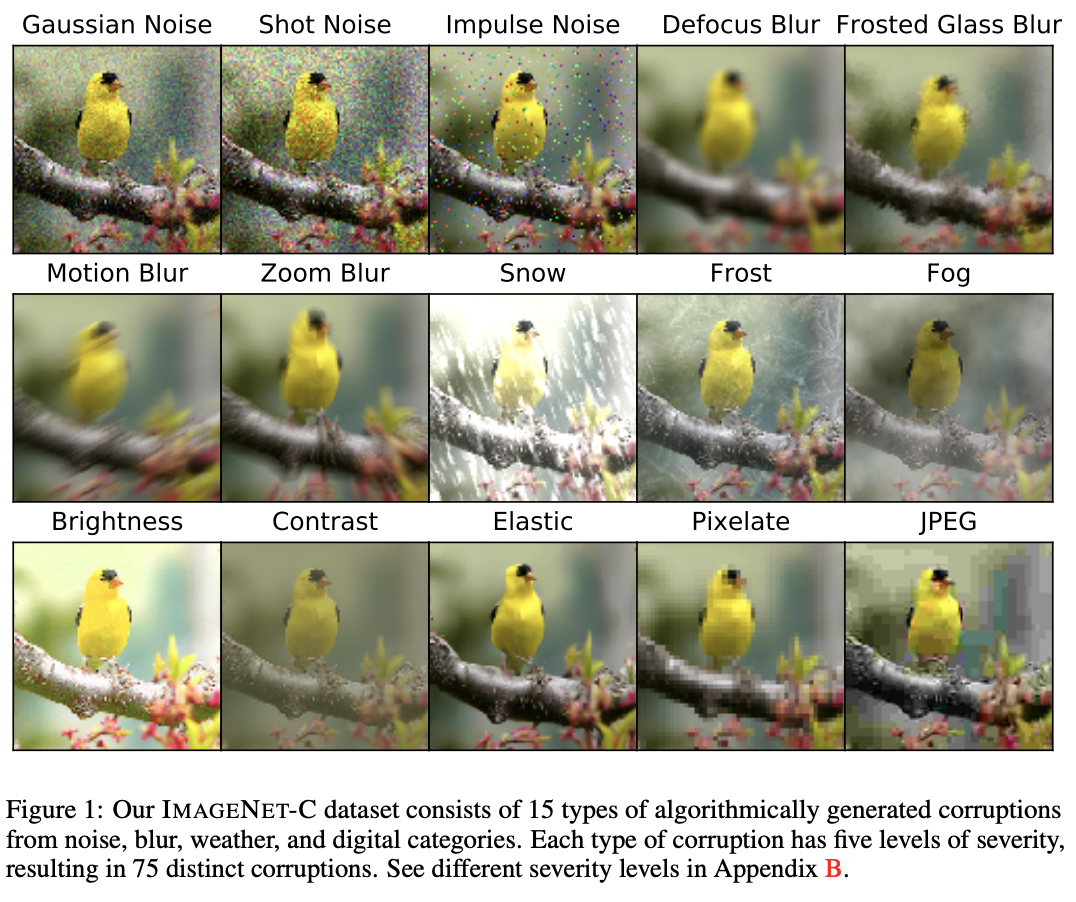 Gaussian Noise Shot Noise Impulse Noise Defocus Blur Frosted Glass Blur
Motion Blur Zoom Blur Snow Frost Fog
Brightness Contrast Elastic Pixelate JPEG
Figure 1: Our IMAGENET-C dataset consists of 15 types of algorithmically generated corruptions
from noise, blur, weather, and digital categories. Each type of corruption has five levels of severity,
resulting in 75 distinct corruptions. See different severity levels in Appendix B.